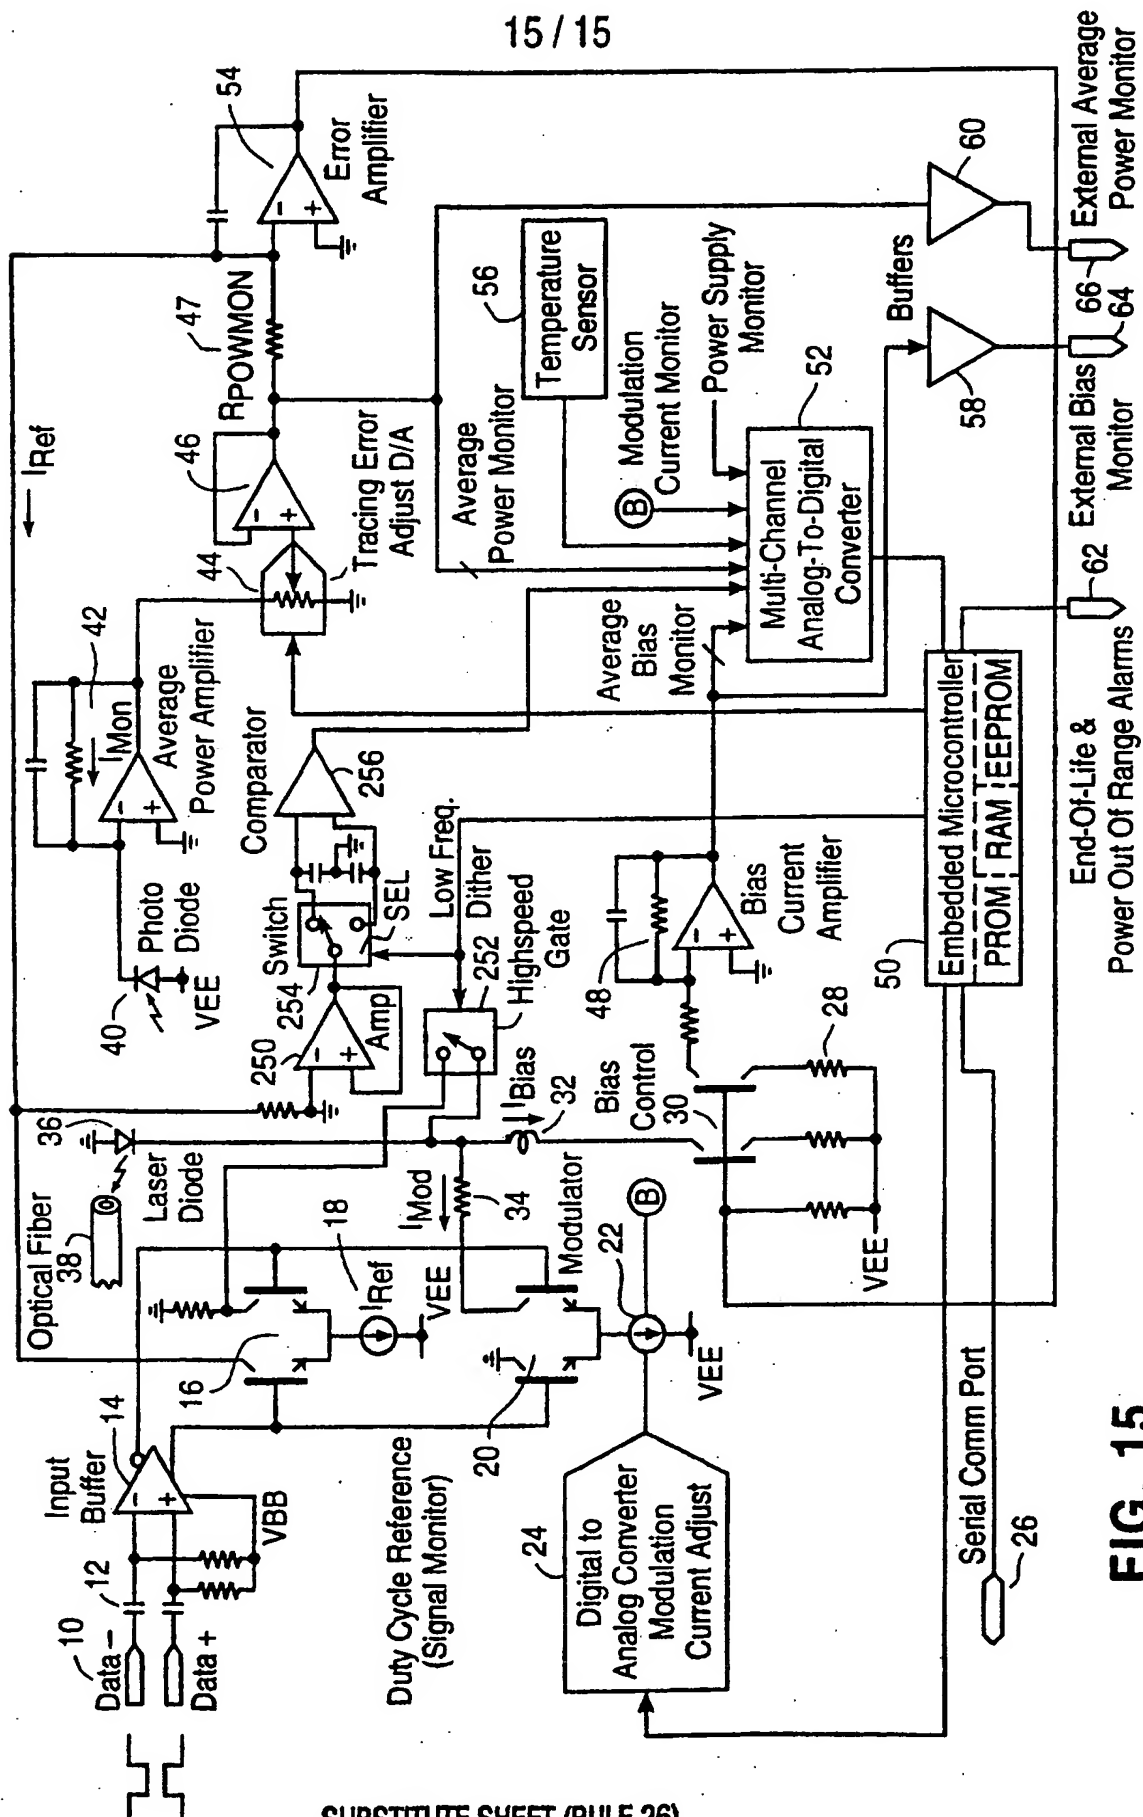 15 / 15
10
Data –
Data +
12
Input
Buffer
14
VBB
Optical Fiber
38
36
Laser
Diode
16
18
IRef
VEE
Duty Cycle Reference
(Signal Monitor)
20
IMod
34
Modulator
22
B
VEE
24
Digital to
Analog Converter
Modulation
Current Adjust
40
Photo
Diode
VEE
42
IMon
Average
Power Amplifier
IRef
250
Amp
254
Switch
SEL
Comparator
256
Low Freq.
Dither
252
Highspeed
Gate
IBias
32
Bias
Control
30
28
VEE
48
Bias
Current
Amplifier
44
46
Tracing Error
Adjust D/A
47
RPOWMON
54
Error
Amplifier
56
Temperature
Sensor
Average
Power Monitor
B
Modulation
Current Monitor
Power Supply
Monitor
Average
Bias
Monitor
52
Multi-Channel
Analog-To-Digital
Converter
Buffers
58
60
50
Embedded Microcontroller
PROM
RAM
EEPROM
62
End-Of-Life &
Power Out Of Range Alarms
64
External Bias
Monitor
66
External Average
Power Monitor
Serial Comm Port
26
FIG. 15
SUBSTITUTE SHEET (RULE 26)